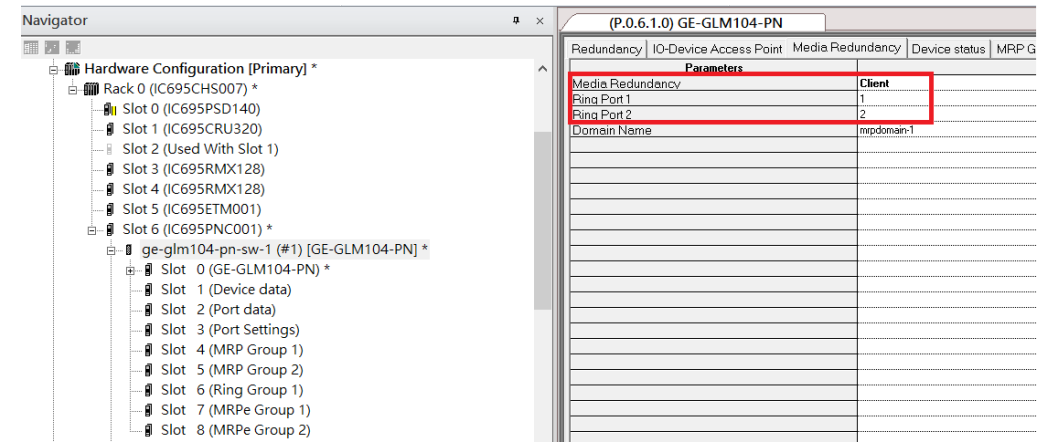 Navigator
Hardware Configuration [Primary] *
Rack 0 (IC695CHS007) *
Slot 0 (IC695PSD140)
Slot 1 (IC695CRU320)
Slot 2 (Used With Slot 1)
Slot 3 (IC695RMX128)
Slot 4 (IC695RMX128)
Slot 5 (IC695ETM001)
Slot 6 (IC695PNC001) *
ge-glm104-pn-sw-1 (#1) [GE-GLM104-PN] *
Slot 0 (GE-GLM104-PN) *
Slot 1 (Device data)
Slot 2 (Port data)
Slot 3 (Port Settings)
Slot 4 (MRP Group 1)
Slot 5 (MRP Group 2)
Slot 6 (Ring Group 1)
Slot 7 (MRPe Group 1)
Slot 8 (MRPe Group 2)
(P.0.6.1.0) GE-GLM104-PN
Redundancy IO-Device Access Point Media Redundancy Device status MRP G
Parameters
Media Redundancy Client
Ring Port 1 1
Ring Port 2 2
Domain Name mrpdomain-1